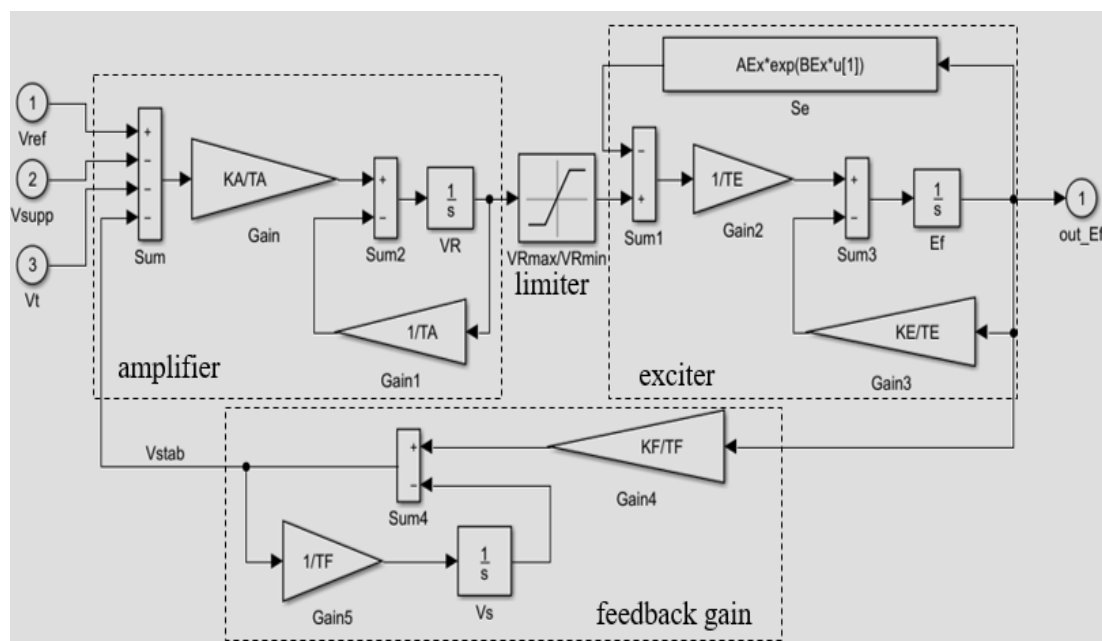 1
Vref
2
Vsupp
3
Vt
+
−
−
−
Sum
KA/TA
Gain
+
−
Sum2
1
s
VR
1/TA
Gain1
amplifier
VRmax/VRmin
limiter
AEx*exp(BEx*u[1])
Se
−
+
Sum1
1/TE
Gain2
+
−
Sum3
1
s
Ef
1
out_Ef
KE/TE
Gain3
exciter
Vstab
+
−
Sum4
KF/TF
Gain4
1/TF
Gain5
1
s
Vs
feedback gain